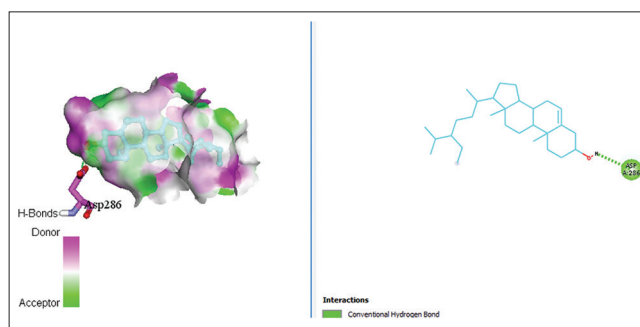 Asp286
H-Bonds
Donor
Acceptor
H
O
ASP
A:286
Interactions
Conventional Hydrogen Bond